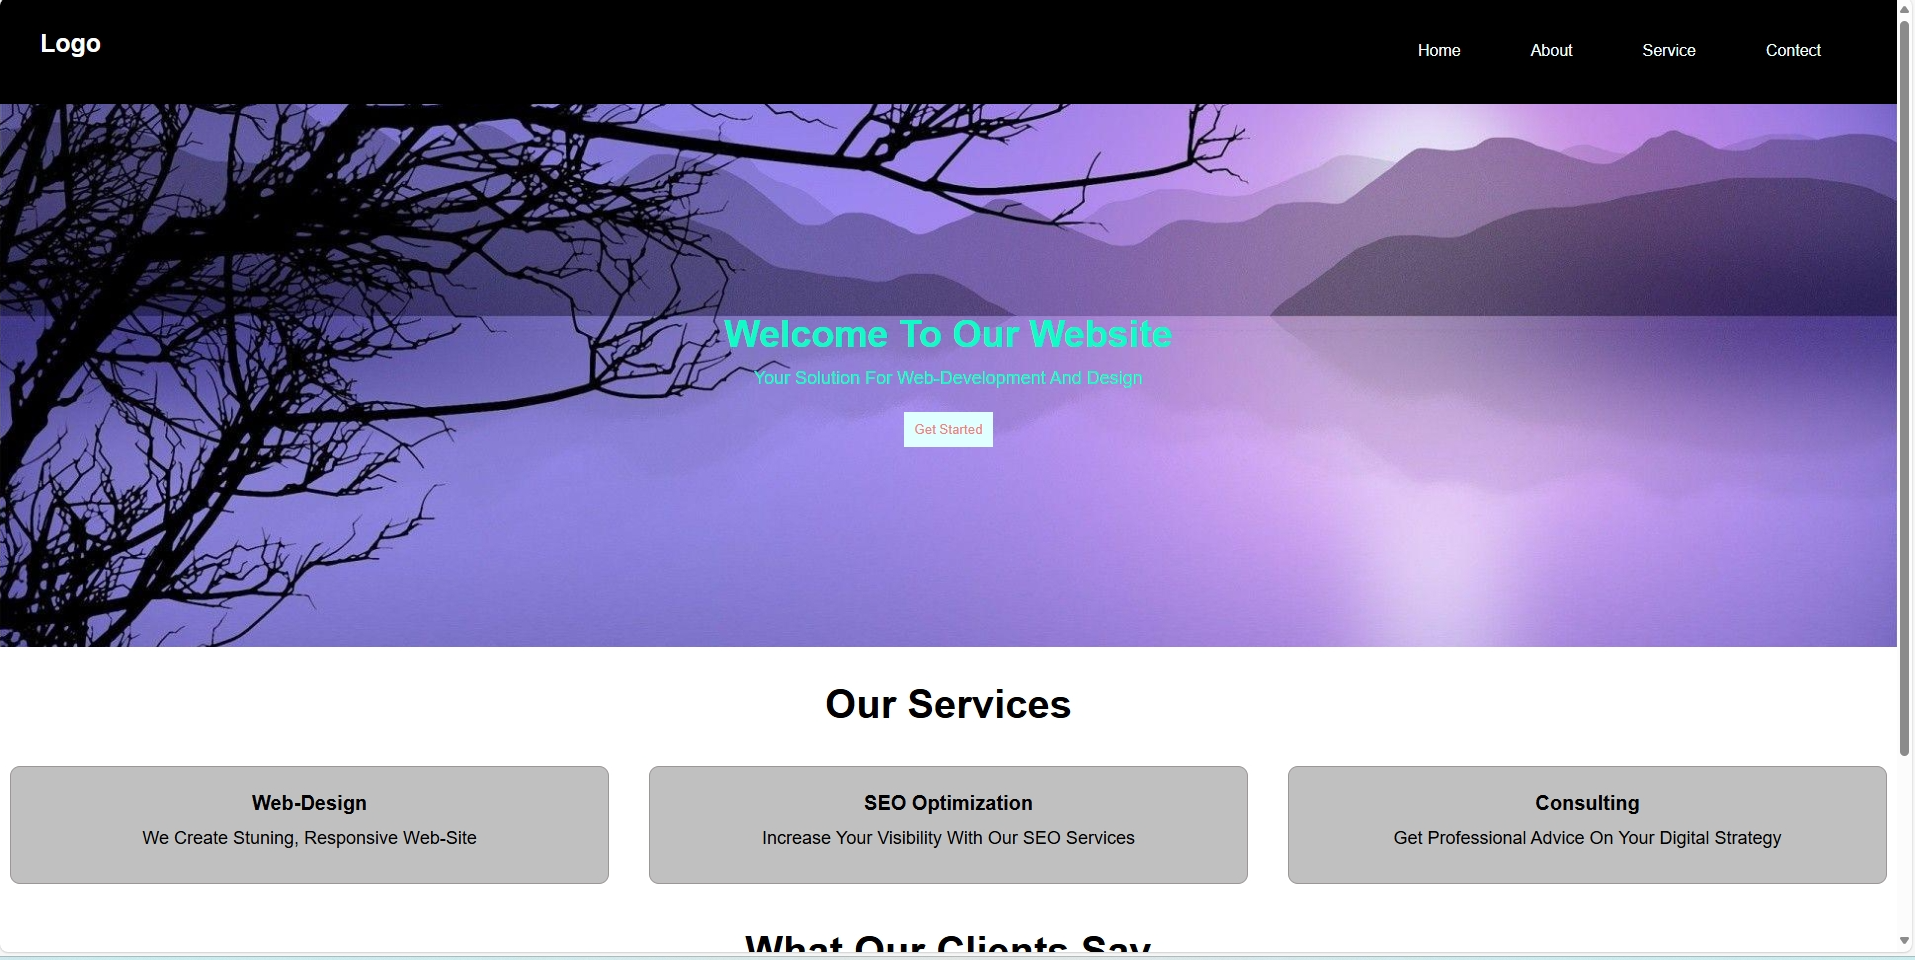 Logo
Home About Service Contect
Welcome To Our Website
Your Solution For Web-Development And Design
Get Started
Our Services
Web-Design
We Create Stuning, Responsive Web-Site
SEO Optimization
Increase Your Visibility With Our SEO Services
Consulting
Get Professional Advice On Your Digital Strategy
What Our Clients Say